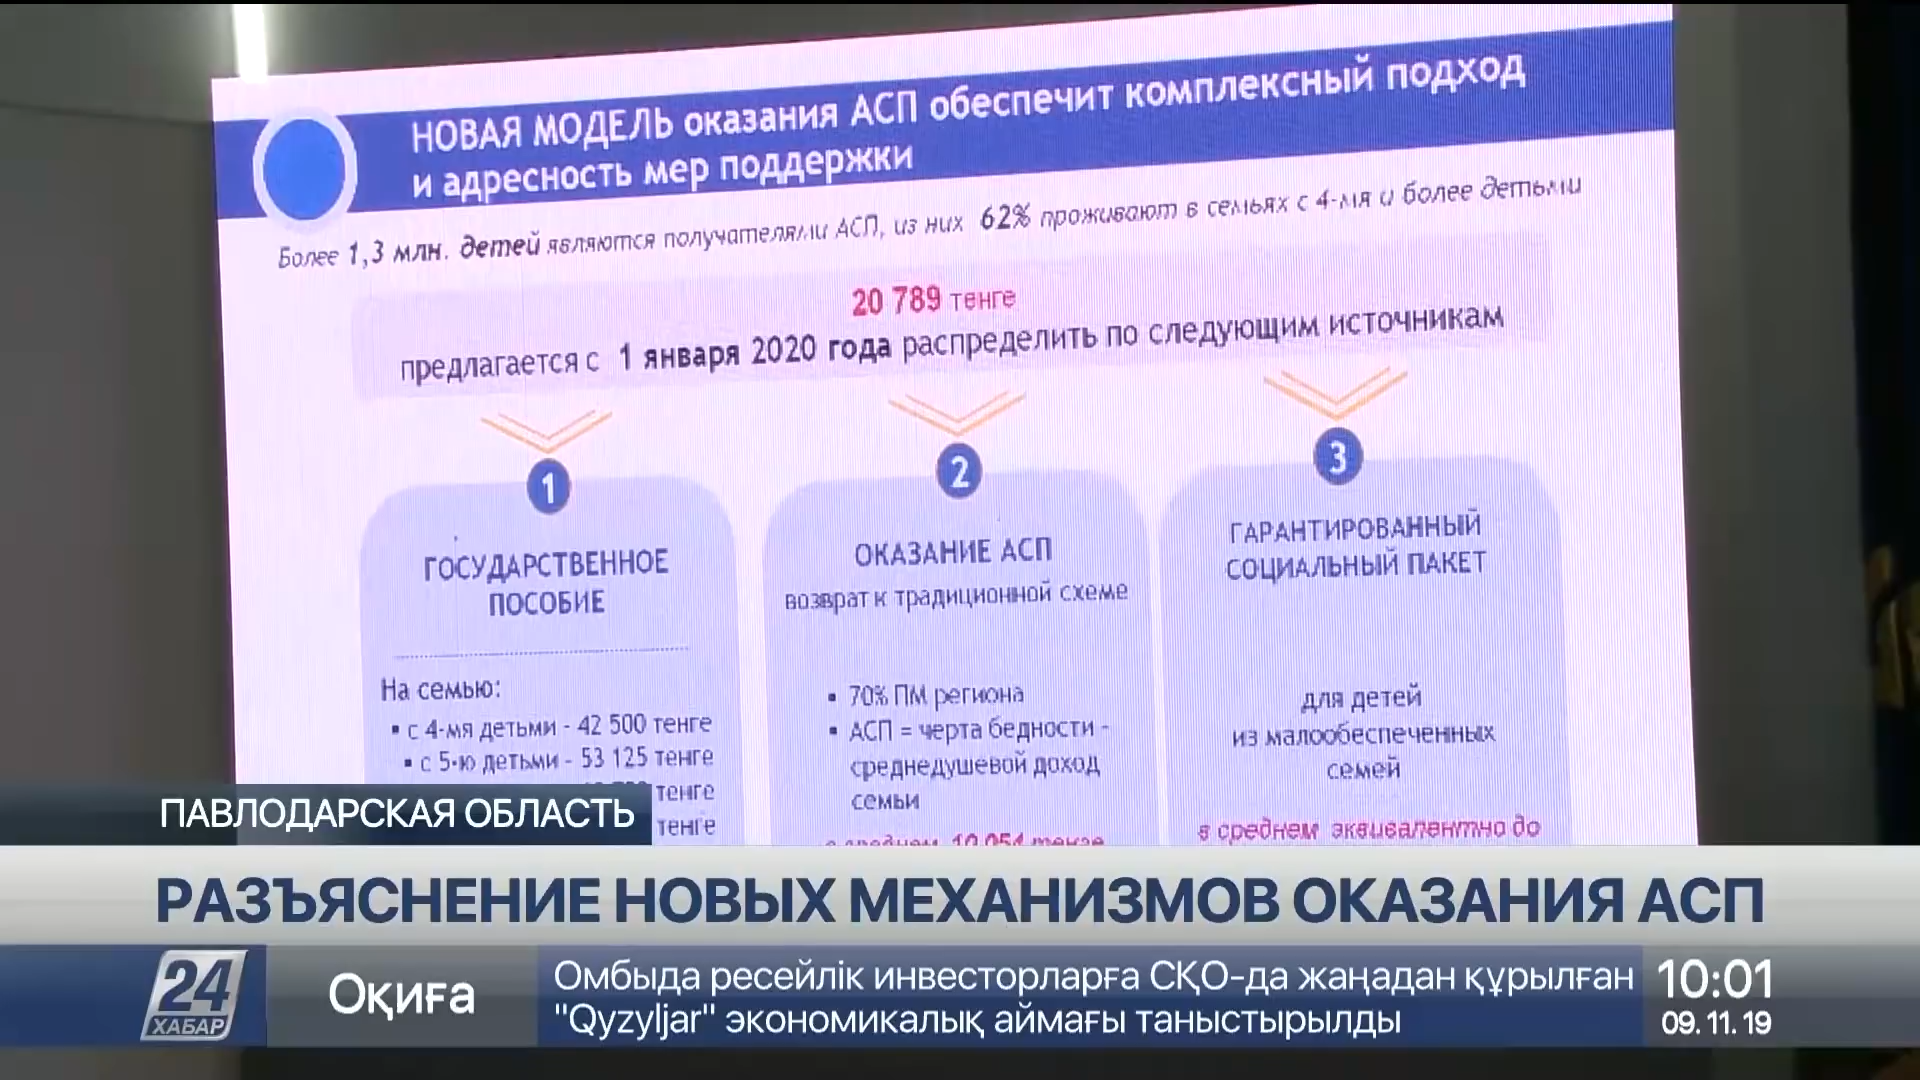 НОВАЯ МОДЕЛЬ оказания АСП обеспечит комплексный подход
и адресность мер поддержки
Более 1,3 млн. детей являются получателями АСП, из них 62% проживают в семьях с 4-мя и более детьми
20 789 тенге
предлагается с 1 января 2020 года распределить по следующим источникам
1
ГОСУДАРСТВЕННОЕ
ПОСОБИЕ
На семью:
▪ с 4-мя детьми - 42 500 тенге
▪ с 5-ю детьми - 53 125 тенге
тенге
тенге
2
ОКАЗАНИЕ АСП
возврат к традиционной схеме
▪ 70% ПМ региона
▪ АСП = черта бедности -
среднедушевой доход
семьи
в среднем 10 054 тенге
3
ГАРАНТИРОВАННЫЙ
СОЦИАЛЬНЫЙ ПАКЕТ
для детей
из малообеспеченных
семей
в среднем эквивалентно до
ПАВЛОДАРСКАЯ ОБЛАСТЬ
РАЗЪЯСНЕНИЕ НОВЫХ МЕХАНИЗМОВ ОКАЗАНИЯ АСП
24
ХАБАР
Оқиға
Омбыда ресейлік инвесторларға СҚО-да жаңадан құрылған
"Qyzyljar" экономикалық аймағы таныстырылды
10:01
09.11.19